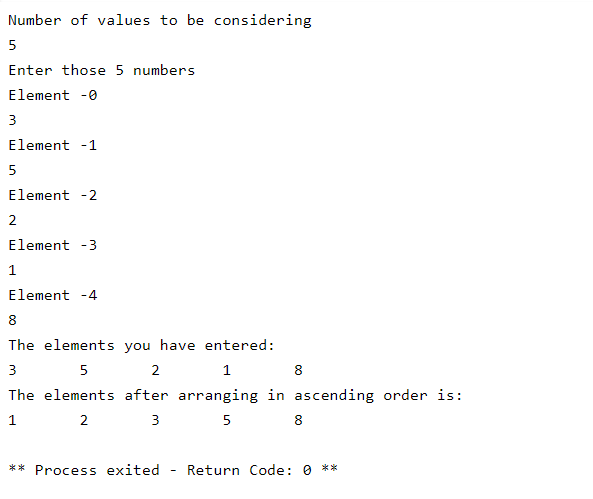 Number of values to be considering
5
Enter those 5 numbers
Element -0
3
Element -1
5
Element -2
2
Element -3
1
Element -4
8
The elements you have entered:
3 5 2 1 8
The elements after arranging in ascending order is:
1 2 3 5 8
** Process exited - Return Code: 0 **